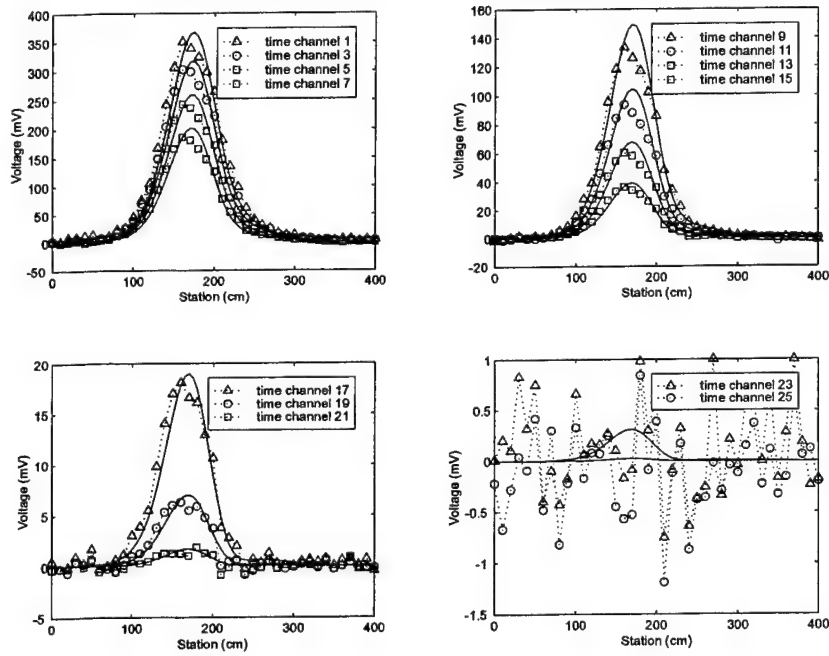 400
350
300
250
200
150
100
50
0
-50
Voltage (mV)
time channel 1
time channel 3
time channel 5
time channel 7
0 100 200 300 400
Station (cm)
160
140
120
100
80
60
40
20
0
-20
Voltage (mV)
time channel 9
time channel 11
time channel 13
time channel 15
0 100 200 300 400
Station (cm)
20
15
10
5
0
-5
Voltage (mV)
time channel 17
time channel 19
time channel 21
0 100 200 300 400
Station (cm)
1
0.5
0
-0.5
-1
-1.5
Voltage (mV)
time channel 23
time channel 25
0 100 200 300 400
Station (cm)